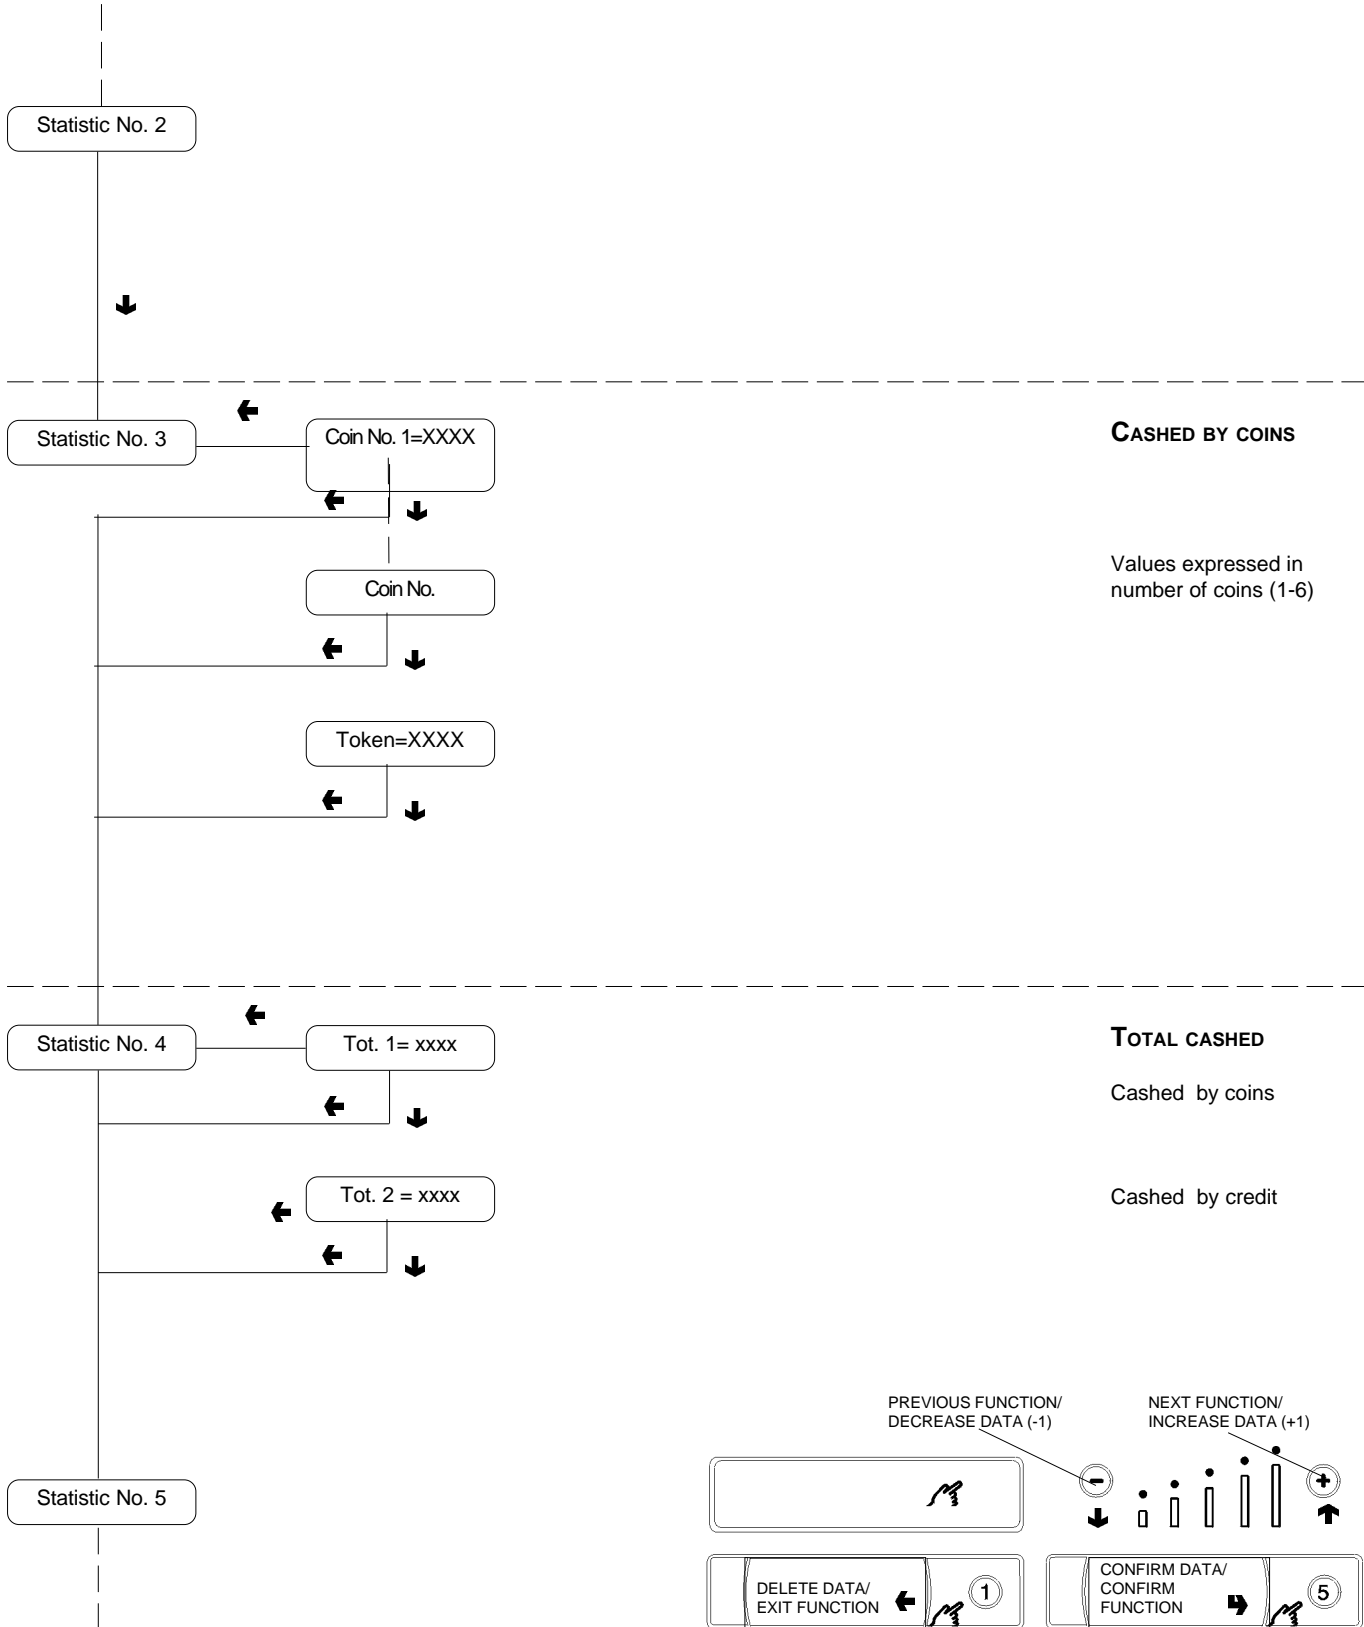 Statistic No. 2
Statistic No. 3
Coin No. 1=XXXX
CASHED BY COINS
Values expressed in
number of coins (1-6)
Coin No.
Token=XXXX
Statistic No. 4
Tot. 1= xxxx
TOTAL CASHED
Cashed by coins
Tot. 2 = xxxx
Cashed by credit
PREVIOUS FUNCTION/
DECREASE DATA (-1)
NEXT FUNCTION/
INCREASE DATA (+1)
Statistic No. 5
- +
DELETE DATA/
EXIT FUNCTION
1
CONFIRM DATA/
CONFIRM
FUNCTION
5